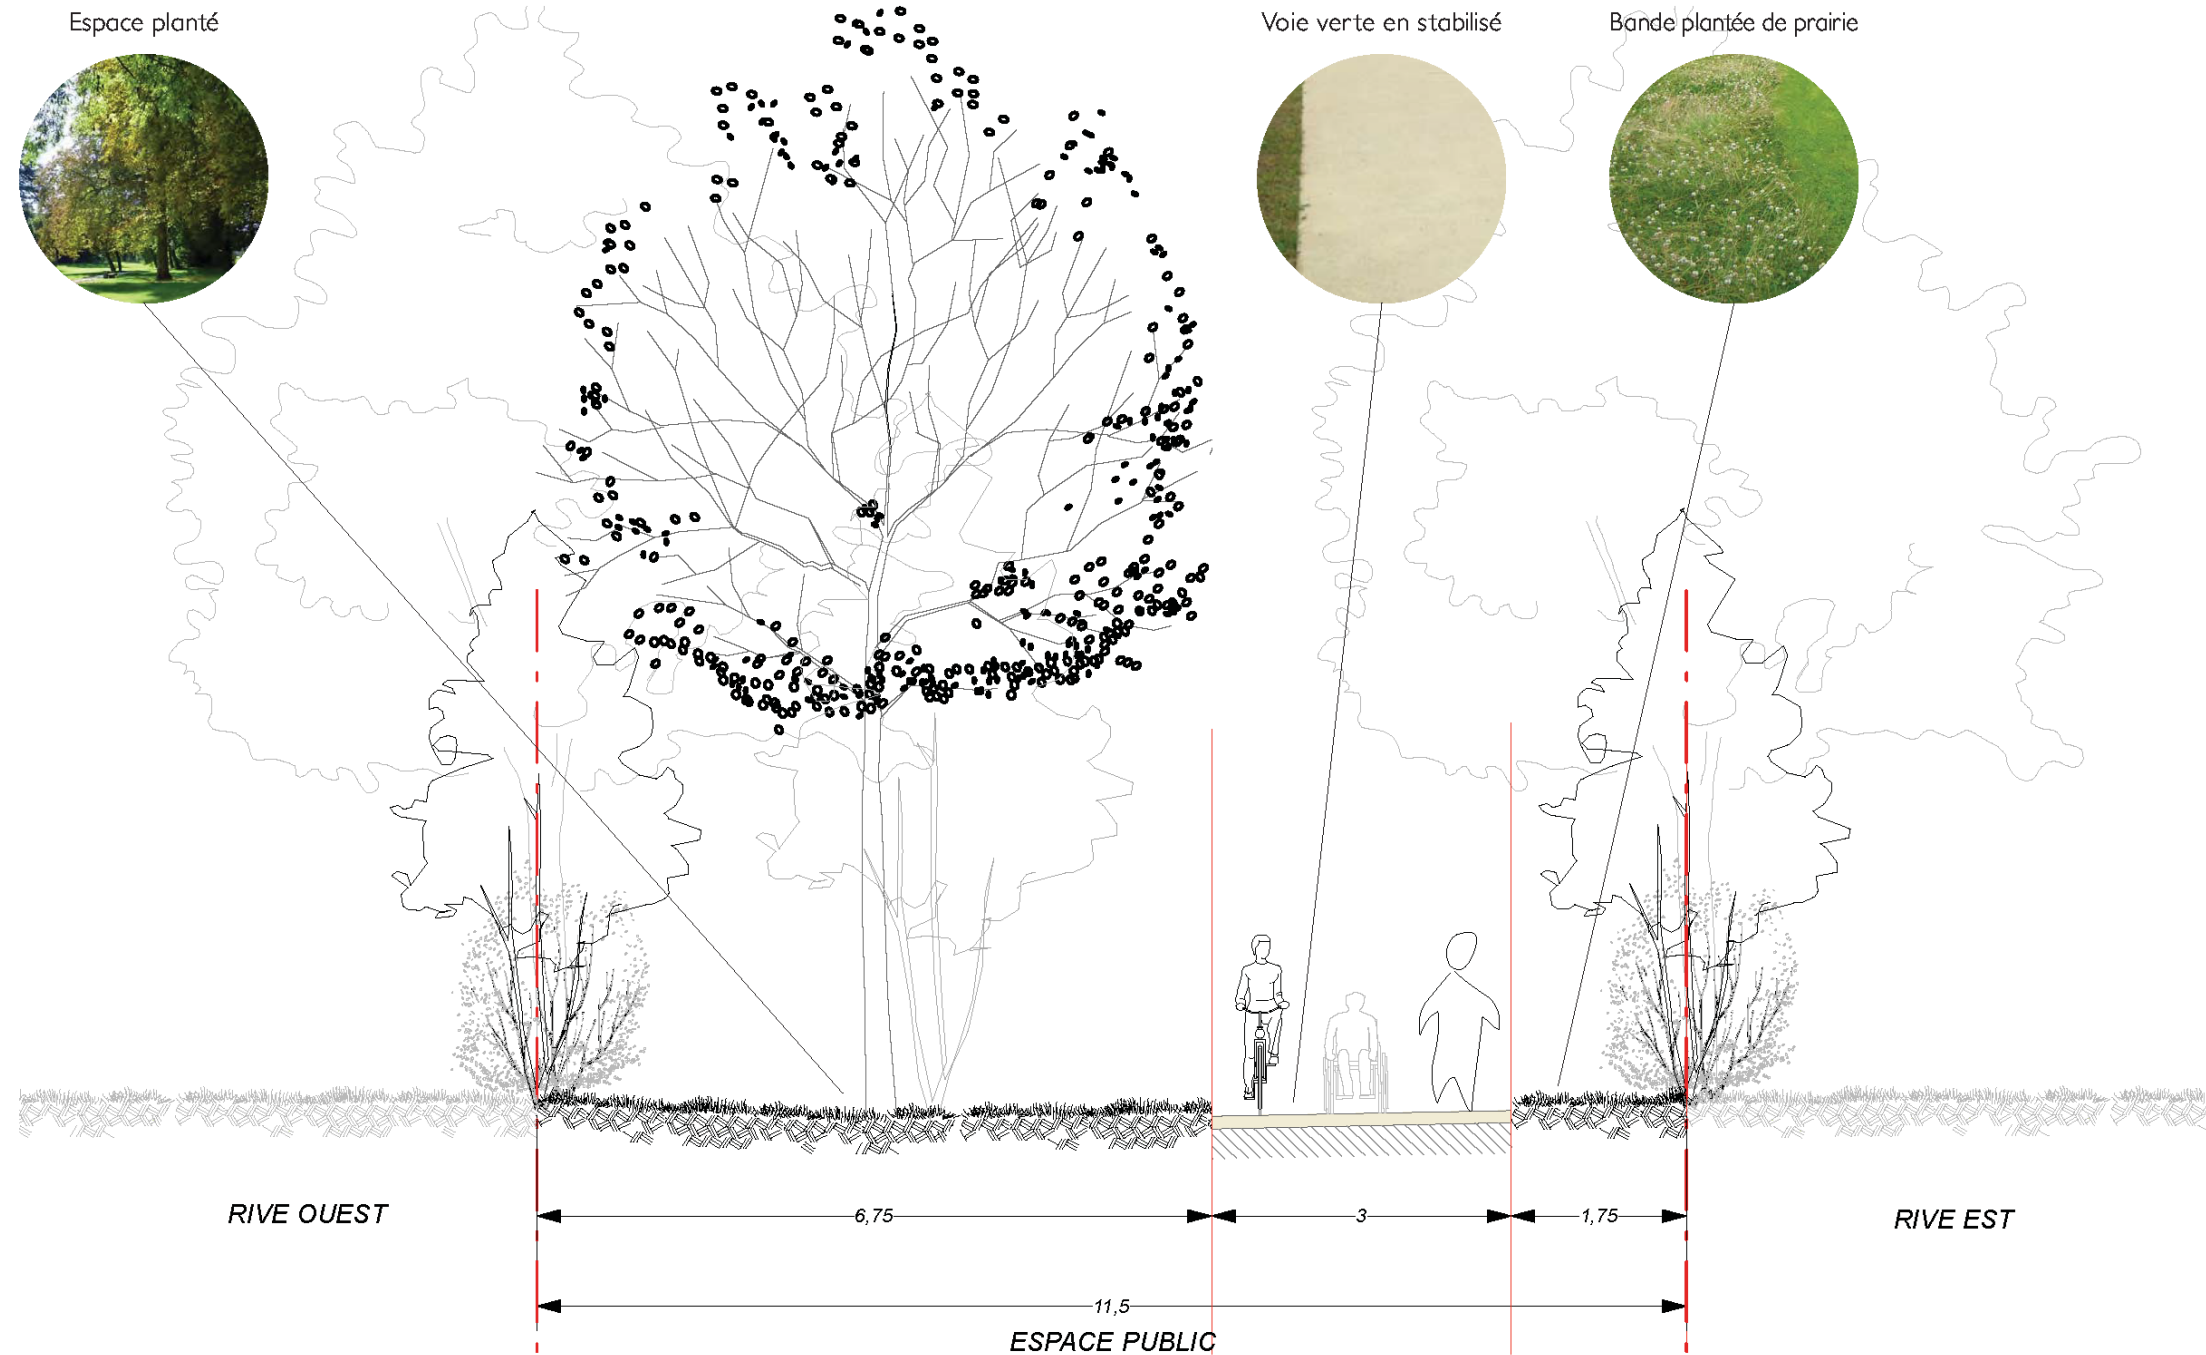 Espace planté
Voie verte en stabilisé
Bande plantée de prairie
RIVE OUEST
6,75
3
1,75
RIVE EST
11,5
ESPACE PUBLIC